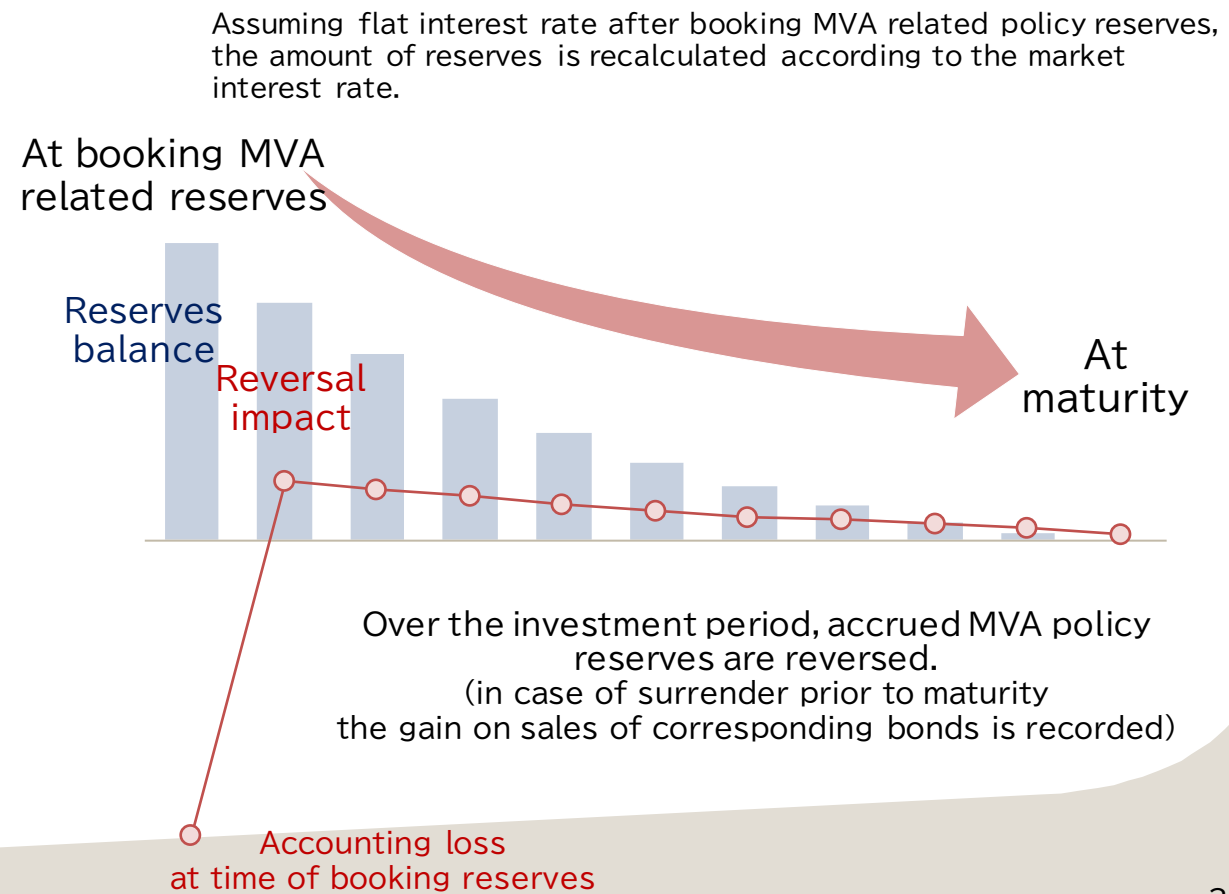 Assuming flat interest rate after booking MVA related policy reserves,
the amount of reserves is recalculated according to the market
interest rate.
At booking MVA
related reserves
Reserves
balance
Reversal
impact
At
maturity
Over the investment period, accrued MVA policy
reserves are reversed.
(in case of surrender prior to maturity
the gain on sales of corresponding bonds is recorded)
Accounting loss
at time of booking reserves